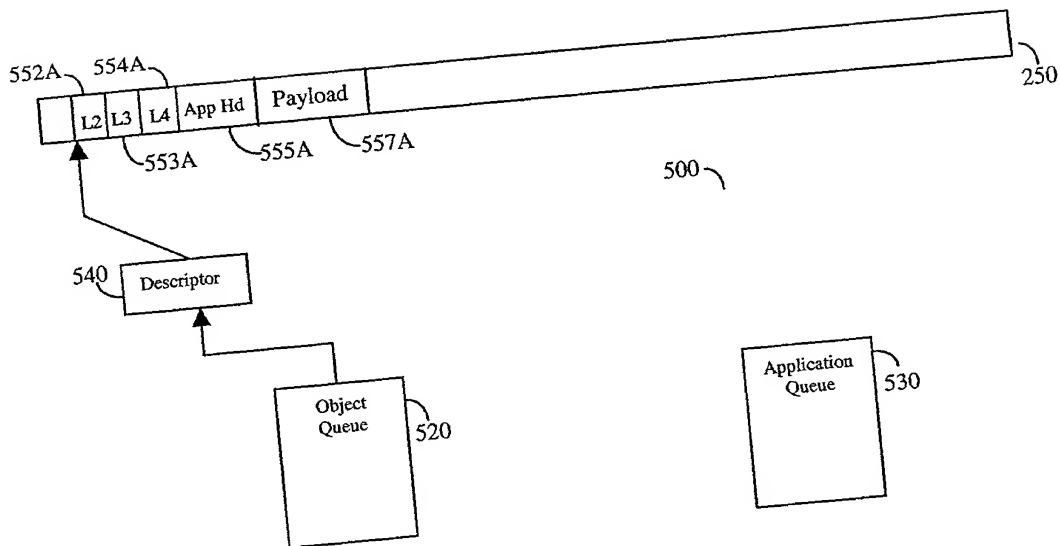 552A
554A
L2
L3
L4
App Hd
Payload
250
553A
555A
557A
500
540
Descriptor
Object
Queue
520
Application
Queue
530